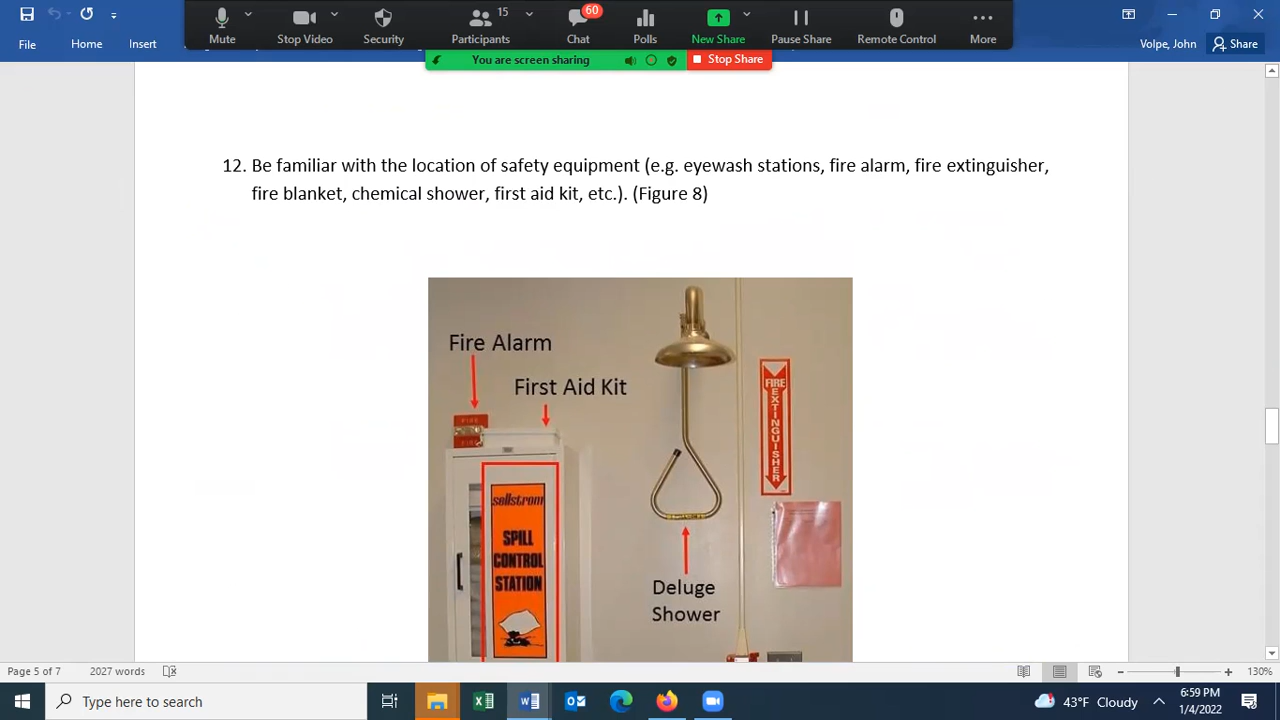 15
60
Mute
Stop Video
Security
Participants
Chat
Polls
New Share
Pause Share
Remote Control
More
File
Home
Insert
Volpe, John
Share
You are screen sharing
Stop Share
12. Be familiar with the location of safety equipment (e.g. eyewash stations, fire alarm, fire extinguisher,
fire blanket, chemical shower, first aid kit, etc.). (Figure 8)
Fire Alarm
First Aid Kit
FIRE
FIRE
FIRE EXTINGUISHER
sellstrom
SPILL
CONTROL
STATION
Deluge
Shower
Page 5 of 7
2027 words
130%
Type here to search
43°F Cloudy
6:59 PM
1/4/2022